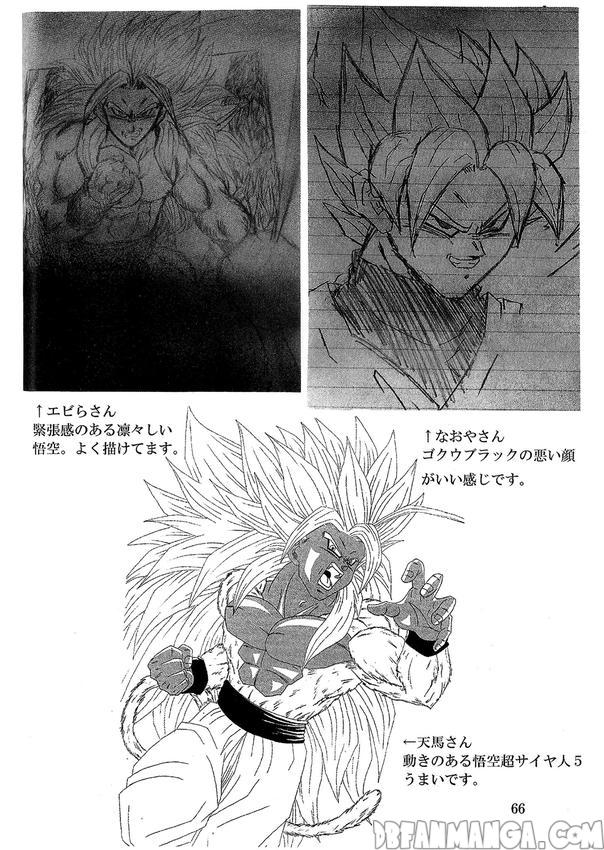 ↑エビらさん
緊張感のある凛々しい
悟空。よく描けてます。
↑なおやさん
ゴクウブラックの悪い顔
がいい感じです。
←天馬さん
動きのある悟空超サイヤ人５
うまいです。
66
DBFANMANGA.COM